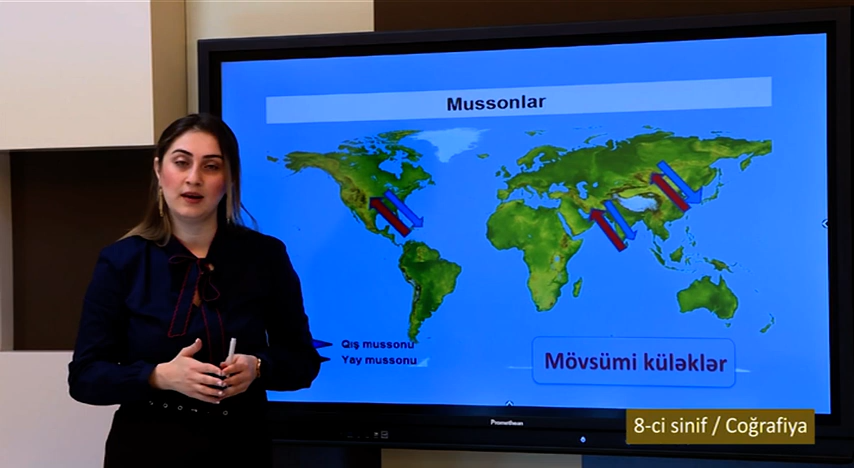 Mussonlar
Qış mussonu
Yay mussonu
Mövsümi küləklər
Promethean
8-ci sinif / Coğrafiya